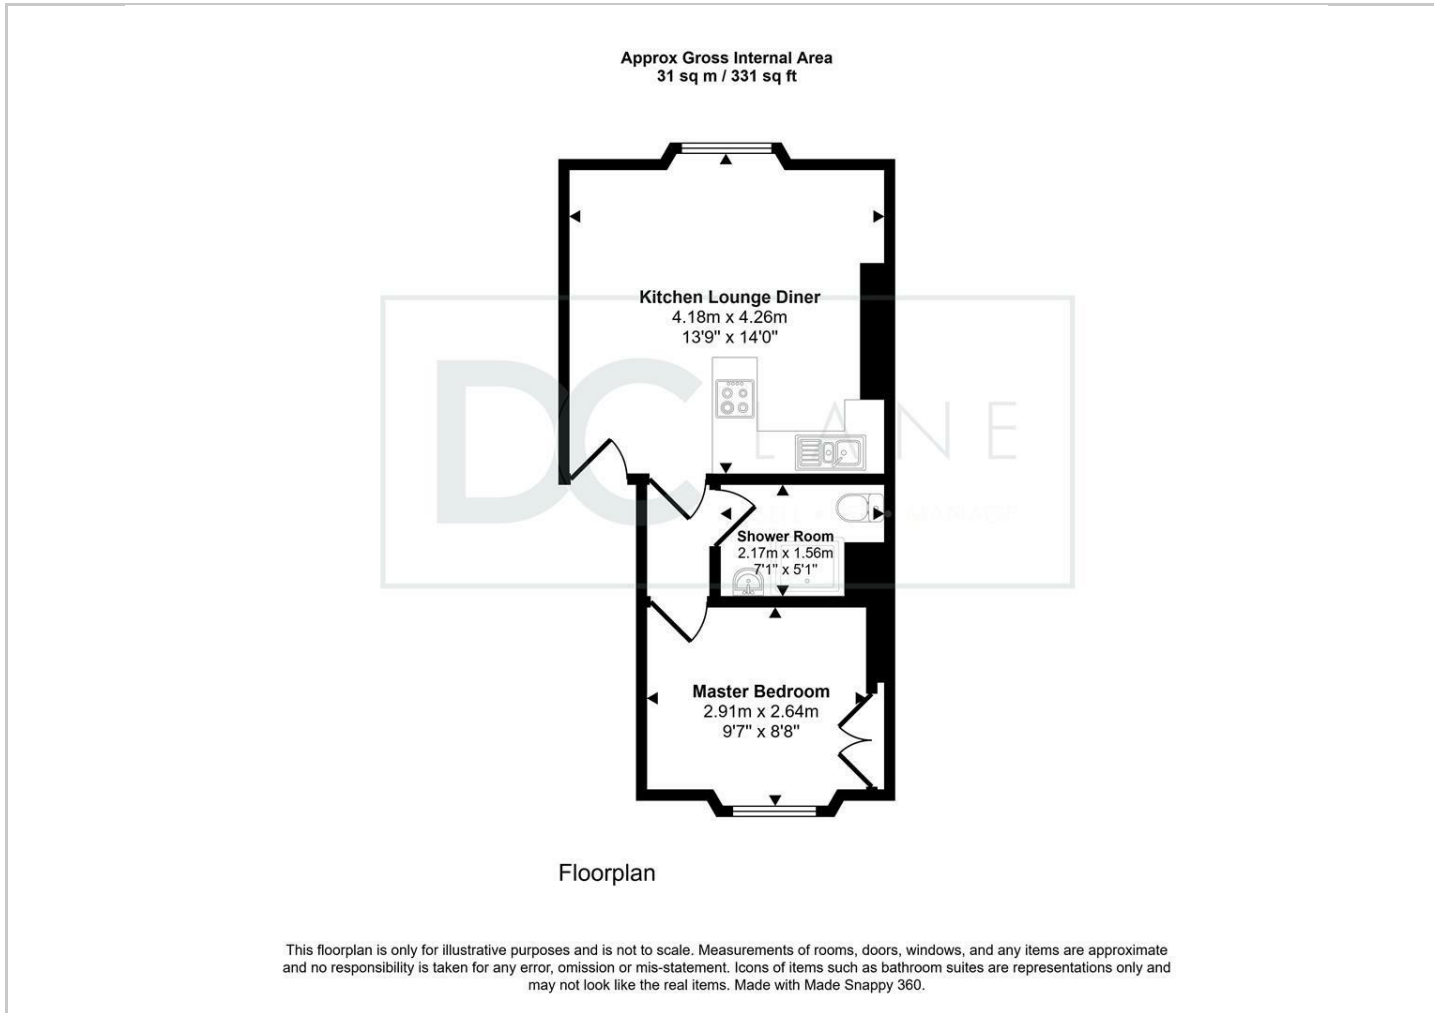 Approx Gross Internal Area
31 sq m / 331 sq ft
Kitchen Lounge Diner
4.18m x 4.26m
13'9" x 14'0"
DC LANE
MANAGE
Shower Room
2.17m x 1.56m
7'1" x 5'1"
Master Bedroom
2.91m x 2.64m
9'7" x 8'8"
Floorplan
This floorplan is only for illustrative purposes and is not to scale. Measurements of rooms, doors, windows, and any items are approximate
and no responsibility is taken for any error, omission or mis-statement. Icons of items such as bathroom suites are representations only and
may not look like the real items. Made with Made Snappy 360.